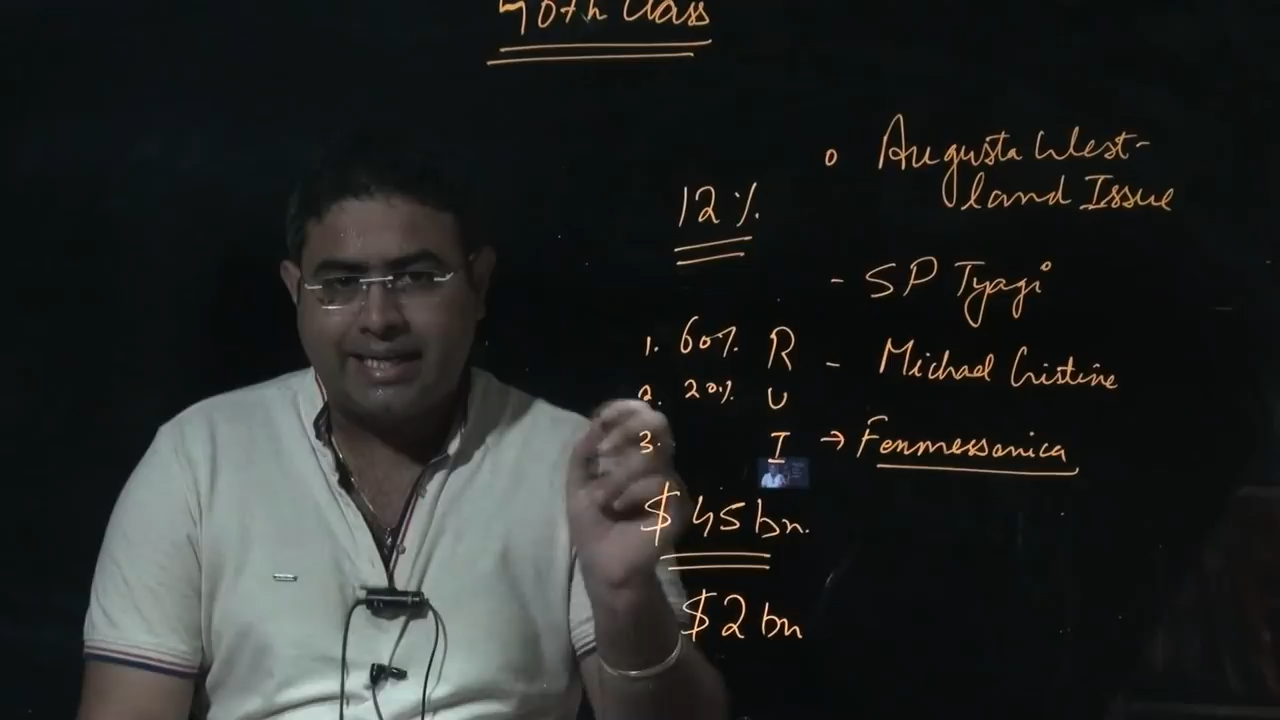 40th Class
Augusta West-
land Issue
12%
- SP Tyagi
1. 60% R
2. 20% U
3. I
- Michael Cristine
→ Fenmessanica
$ 45 bn.
$2 bn